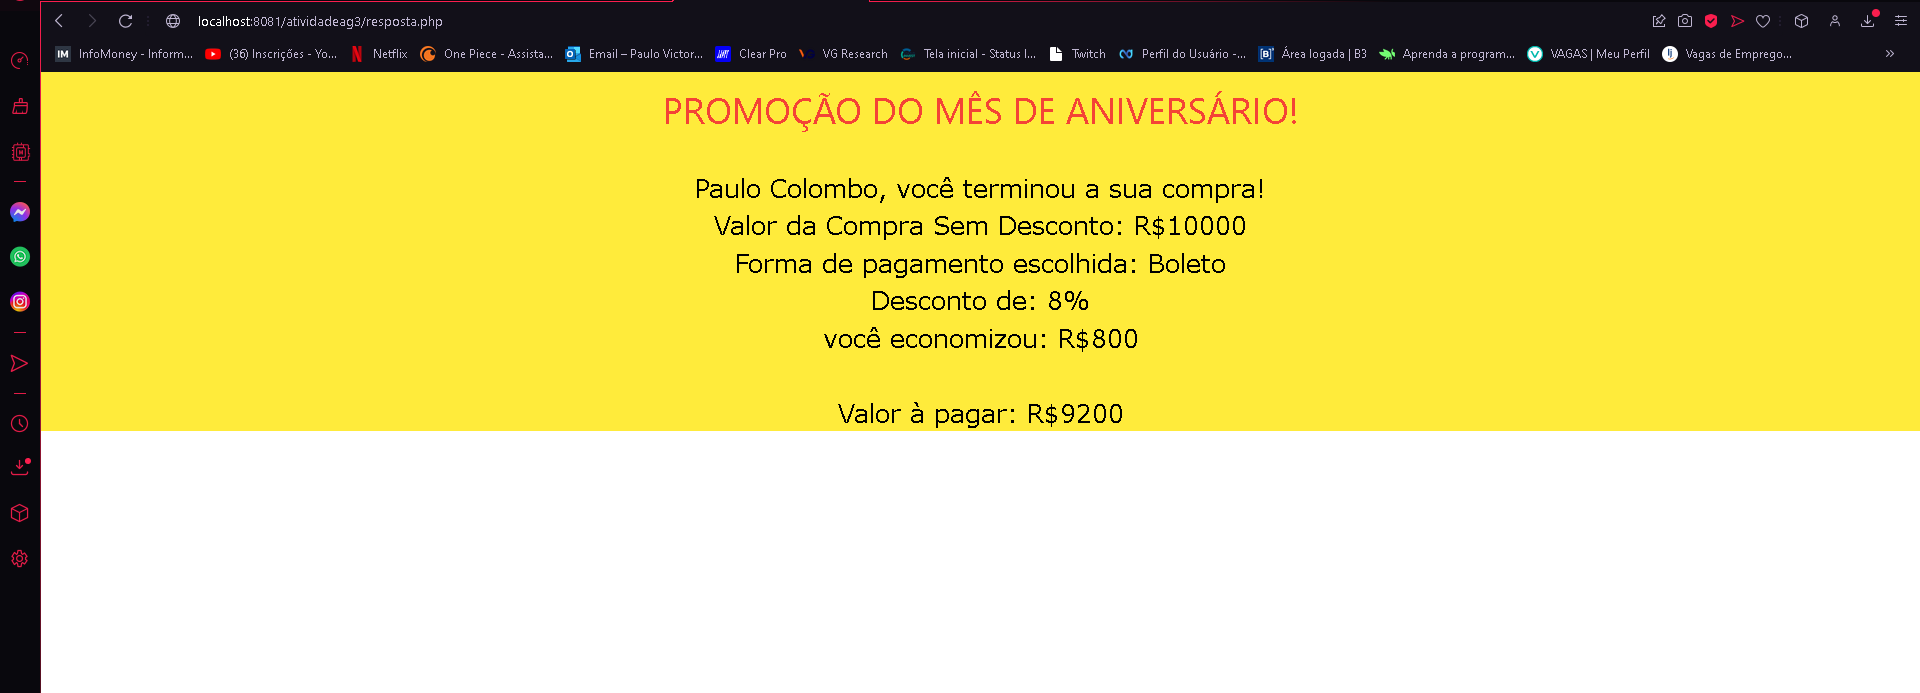 localhost:8081/atividadeag3/resposta.php
IM InfoMoney - Inform... (36) Inscrições - Yo... Netflix One Piece - Assista... Email – Paulo Victor... Clear Pro VG Research Tela inicial - Status I... Twitch Perfil do Usuário -... Área logada | B3 Aprenda a program... VAGAS | Meu Perfil Vagas de Emprego... »
PROMOÇÃO DO MÊS DE ANIVERSÁRIO!
Paulo Colombo, você terminou a sua compra!
Valor da Compra Sem Desconto: R$10000
Forma de pagamento escolhida: Boleto
Desconto de: 8%
você economizou: R$800
Valor à pagar: R$9200